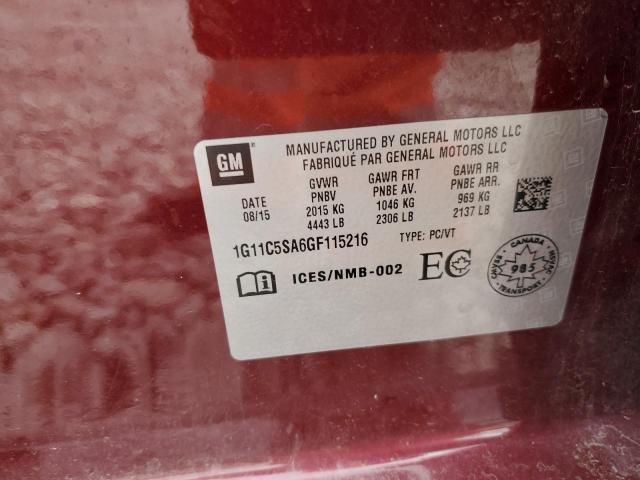 GM
MANUFACTURED BY GENERAL MOTORS LLC
FABRIQUÉ PAR GENERAL MOTORS LLC
DATE
08/15
GVWR
PNBV
2015 KG
4443 LB
GAWR FRT
PNBE AV.
1046 KG
2306 LB
GAWR RR
PNBE ARR.
969 KG
2137 LB
1G11C5SA6GF115216 TYPE: PC/VT
i ICES/NMB-002 EC
CANADA
985
TRANSPORT